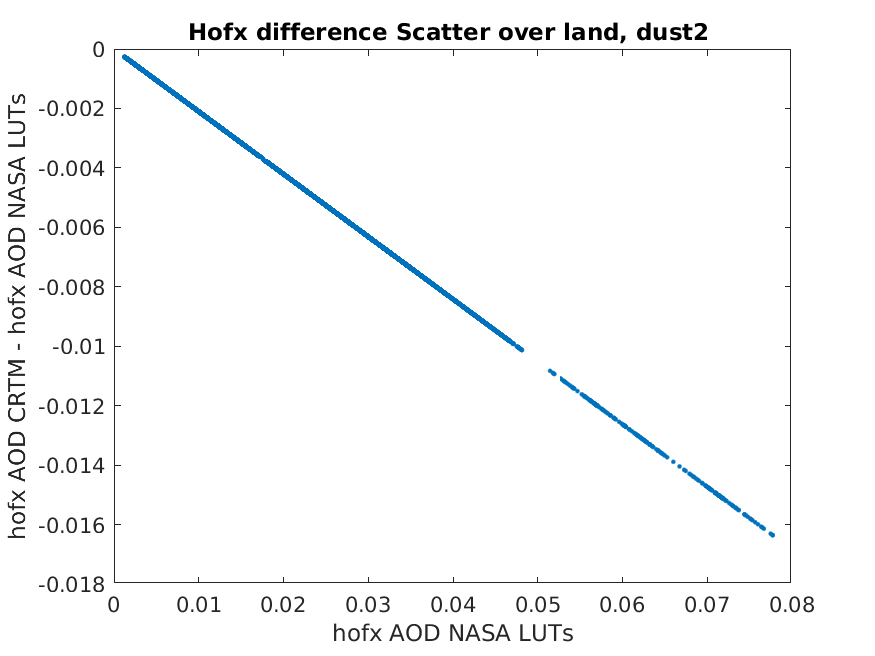 Hofx difference Scatter over land, dust2
hofx AOD CRTM - hofx AOD NASA LUTs
0
-0.002
-0.004
-0.006
-0.008
-0.01
-0.012
-0.014
-0.016
-0.018
0 0.01 0.02 0.03 0.04 0.05 0.06 0.07 0.08
hofx AOD NASA LUTs